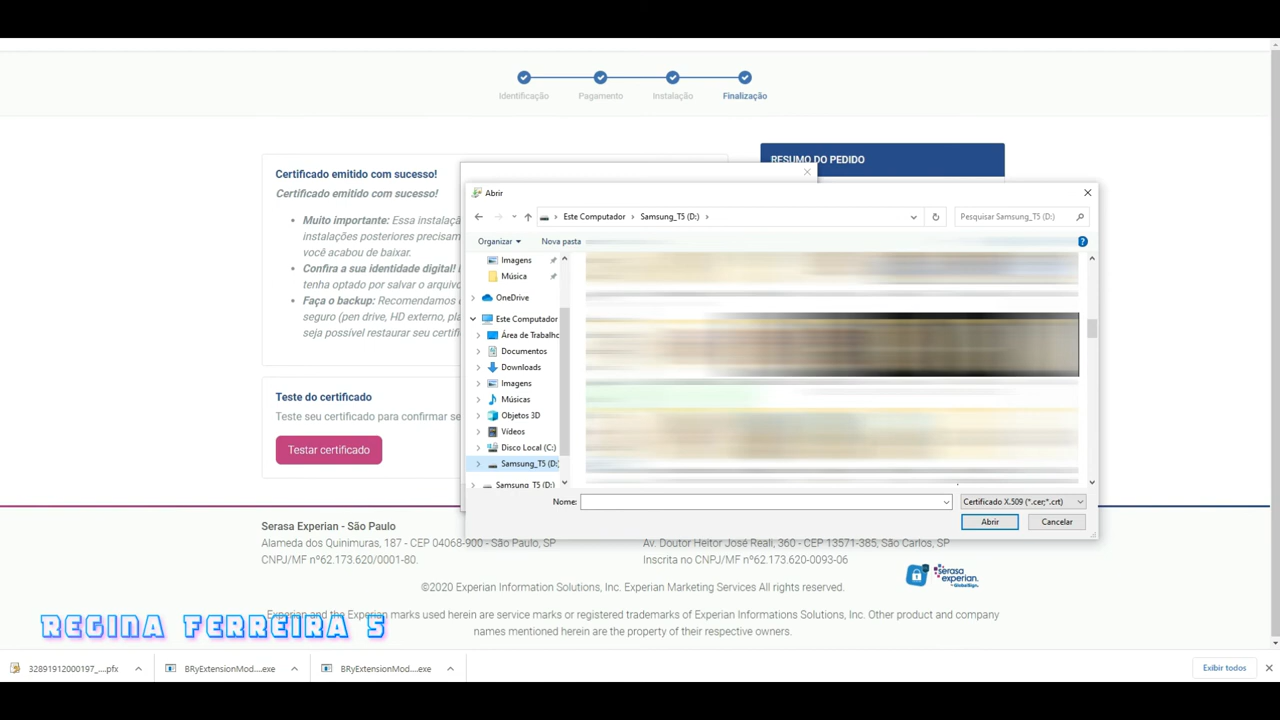 Identificação
Pagamento
Instalação
Finalização
Certificado emitido com sucesso!
Certificado emitido com sucesso!
Muito importante: Essa instalaçã
instalações posteriores precisam
você acabou de baixar.
Confira a sua identidade digital!
tenha optado por salvar o arquivo
Faça o backup: Recomendamos
seguro (pen drive, HD externo,
seja possível restaurar seu certifi
Teste do certificado
Teste seu certificado para confirmar se
Testar certificado
RESUMO DO PEDIDO
Abrir
Este Computador > Samsung_T5 (D:) >
Pesquisar Samsung_T5 (D:)
Organizar
Nova pasta
Imagens
Música
OneDrive
Este Computador
Área de Trabalho
Documentos
Downloads
Imagens
Músicas
Objetos 3D
Vídeos
Disco Local (C:)
Samsung_T5 (D:
Samsung_T5 (D:)
Nome:
Certificado X.509 (*.cer;*.crt)
Abrir
Cancelar
Serasa Experian - São Paulo
Alameda dos Quinimuras, 187 - CEP 04068-900 - São Paulo, SP
CNPJ/MF nº62.173.620/0001-80.
Av. Doutor Heitor José Reali, 360 - CEP 13571-385, São Carlos, SP
Inscrita no CNPJ/MF nº62.173.620-0093-06
serasa
experian
by GlobalSign
©2020 Experian Information Solutions, Inc. Experian Marketing Services All rights reserved.
Experian and the Experian marks used herein are service marks or registered trademarks of Experian Informations Solutions, Inc. Other product and company
names mentioned herein are the property of their respective owners.
REGINA FERREIRA S
32891912000197_....pfx
BRyExtensionMod....exe
BRyExtensionMod....exe
Exibir todos